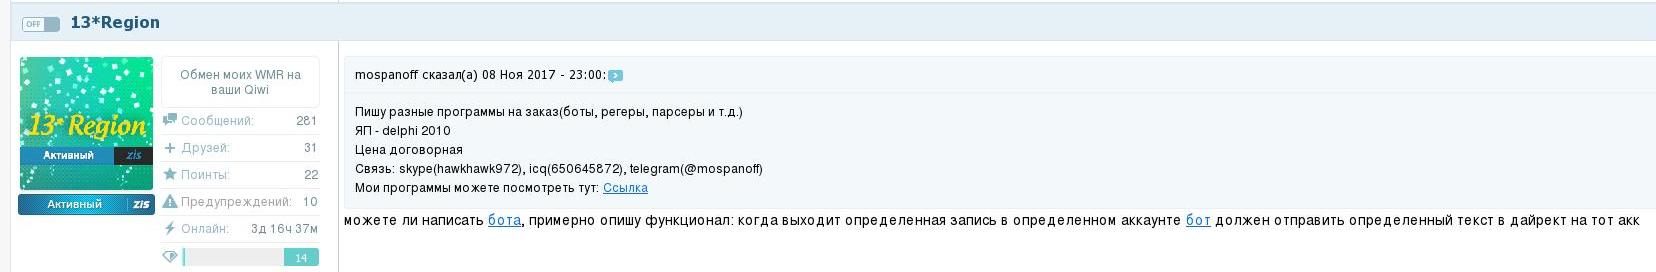 OFF 13*Region
13* Region
Активный zis
Активный zis
Обмен моих WMR на
ваши Qiwi
Сообщений: 281
Друзей: 31
Поинты: 22
Предупреждений: 10
Онлайн: 3д 16ч 37м
14
mospanoff сказал(а) 08 Ноя 2017 - 23:00:
Пишу разные программы на заказ(боты, регеры, парсеры и т.д.)
ЯП - delphi 2010
Цена договорная
Связь: skype(hawkhawk972), icq(650645872), telegram(@mospanoff)
Мои программы можете посмотреть тут: Ссылка
можете ли написать бота, примерно опишу функционал: когда выходит определенная запись в определенном аккаунте бот должен отправить определенный текст в дайрект на тот акк